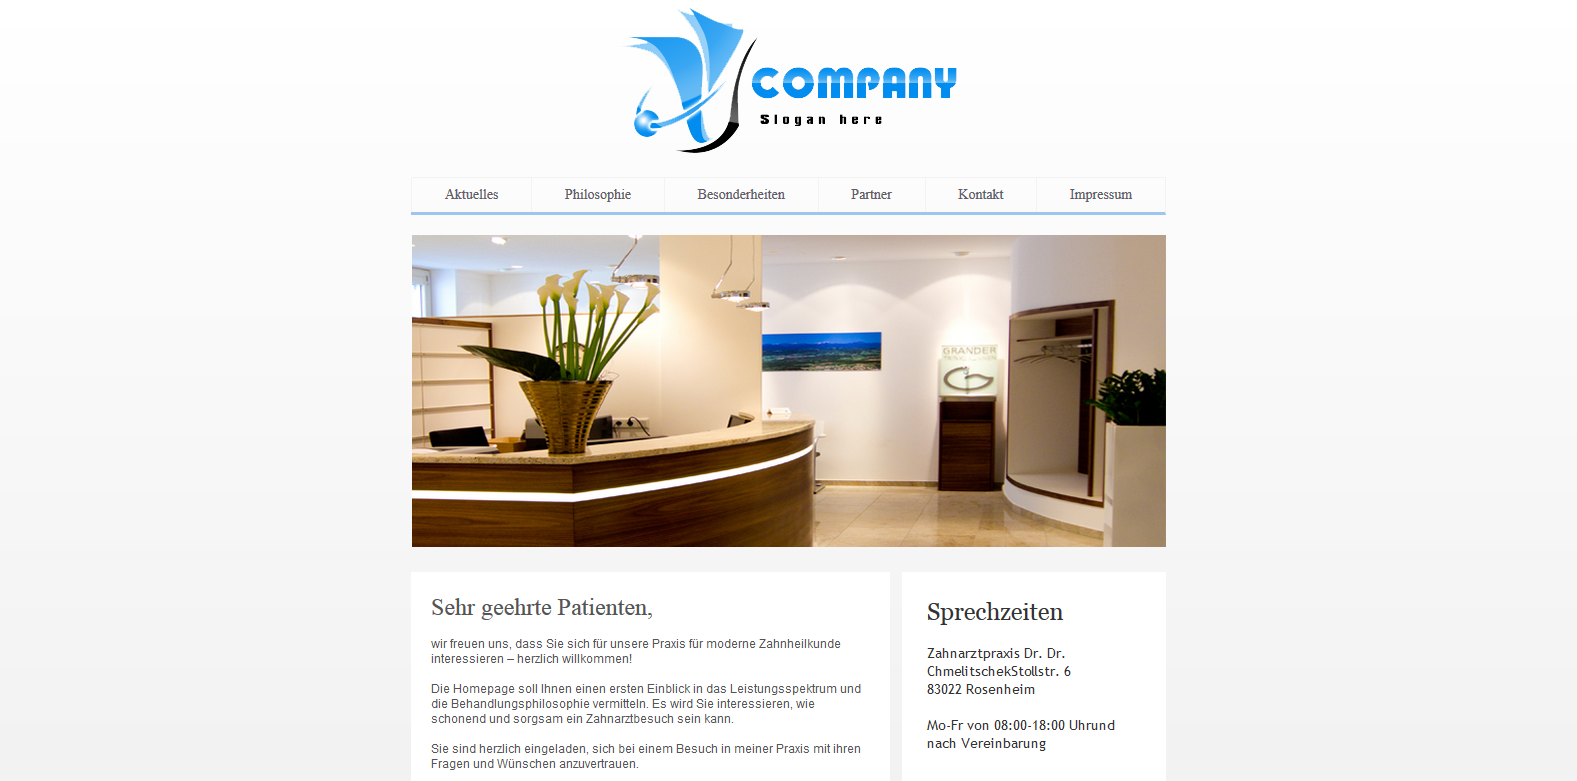 COMPANY
Slogan here
Aktuelles
Philosophie
Besonderheiten
Partner
Kontakt
Impressum
GRANDER
Sehr geehrte Patienten,
wir freuen uns, dass Sie sich für unsere Praxis für moderne Zahnheilkunde
interessieren – herzlich willkommen!
Die Homepage soll Ihnen einen ersten Einblick in das Leistungsspektrum und
die Behandlungsphilosophie vermitteln. Es wird Sie interessieren, wie
schonend und sorgsam ein Zahnarztbesuch sein kann.
Sie sind herzlich eingeladen, sich bei einem Besuch in meiner Praxis mit ihren
Fragen und Wünschen anzuvertrauen.
Sprechzeiten
Zahnarztpraxis Dr. Dr.
ChmelitschekStollstr. 6
83022 Rosenheim
Mo-Fr von 08:00-18:00 Uhrund
nach Vereinbarung